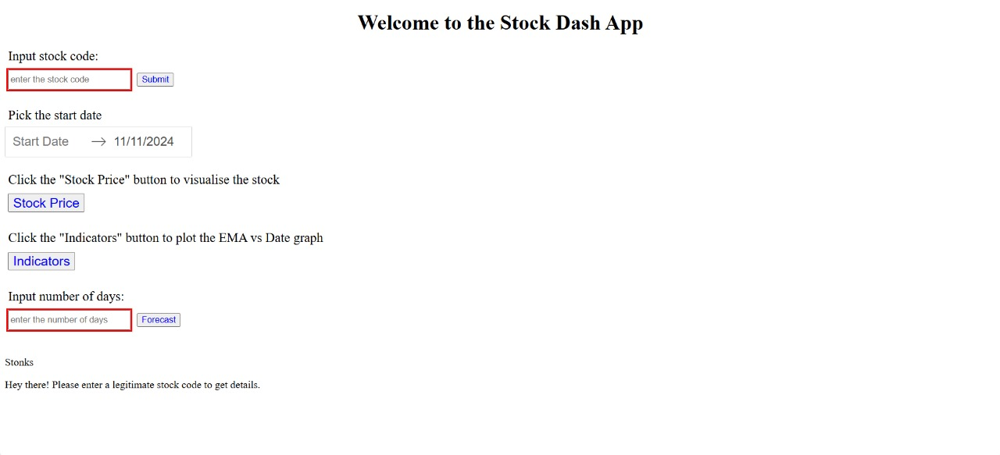 Welcome to the Stock Dash App
Input stock code:
enter the stock code Submit
Pick the start date
Start Date → 11/11/2024
Click the "Stock Price" button to visualise the stock
Stock Price
Click the "Indicators" button to plot the EMA vs Date graph
Indicators
Input number of days:
enter the number of days Forecast
Stonks
Hey there! Please enter a legitimate stock code to get details.